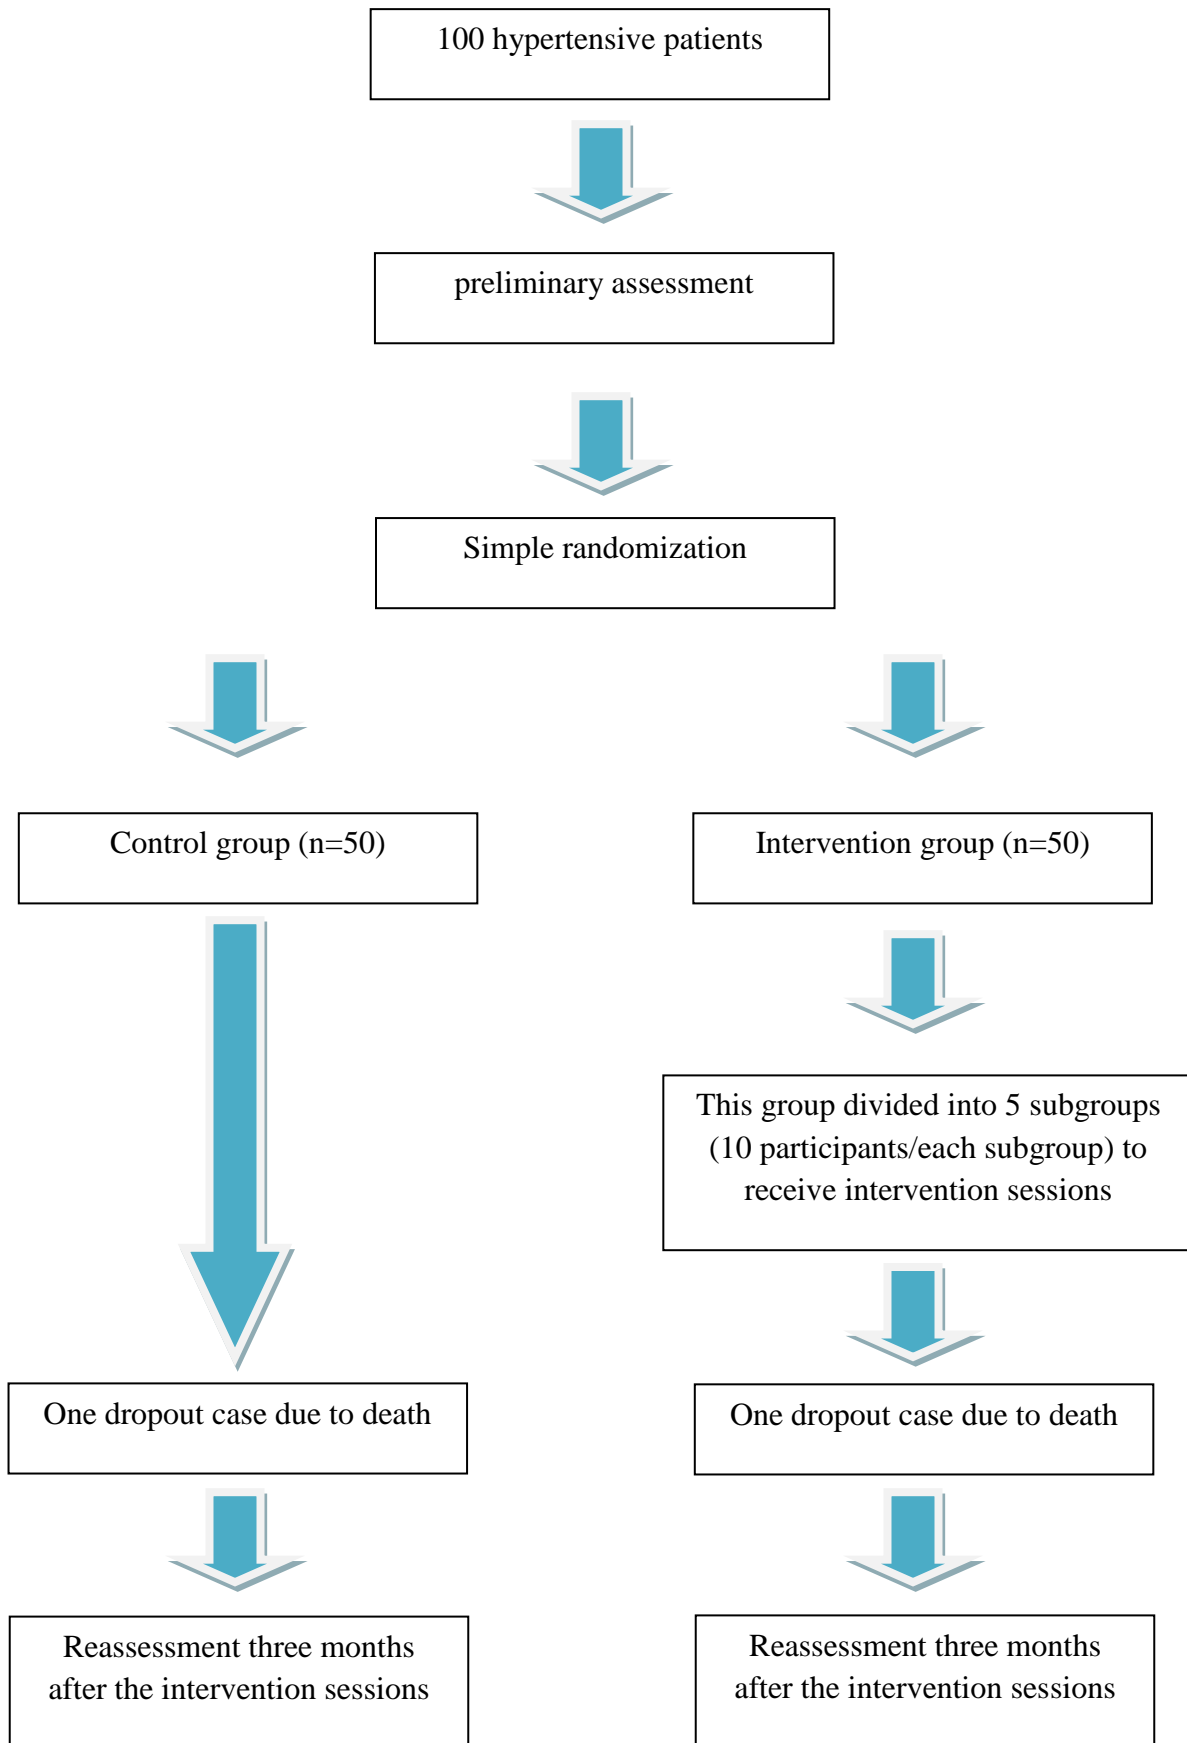 100 hypertensive patients
preliminary assessment
Simple randomization
Control group (n=50)
Intervention group (n=50)
This group divided into 5 subgroups
(10 participants/each subgroup) to
receive intervention sessions
One dropout case due to death
One dropout case due to death
Reassessment three months
after the intervention sessions
Reassessment three months
after the intervention sessions